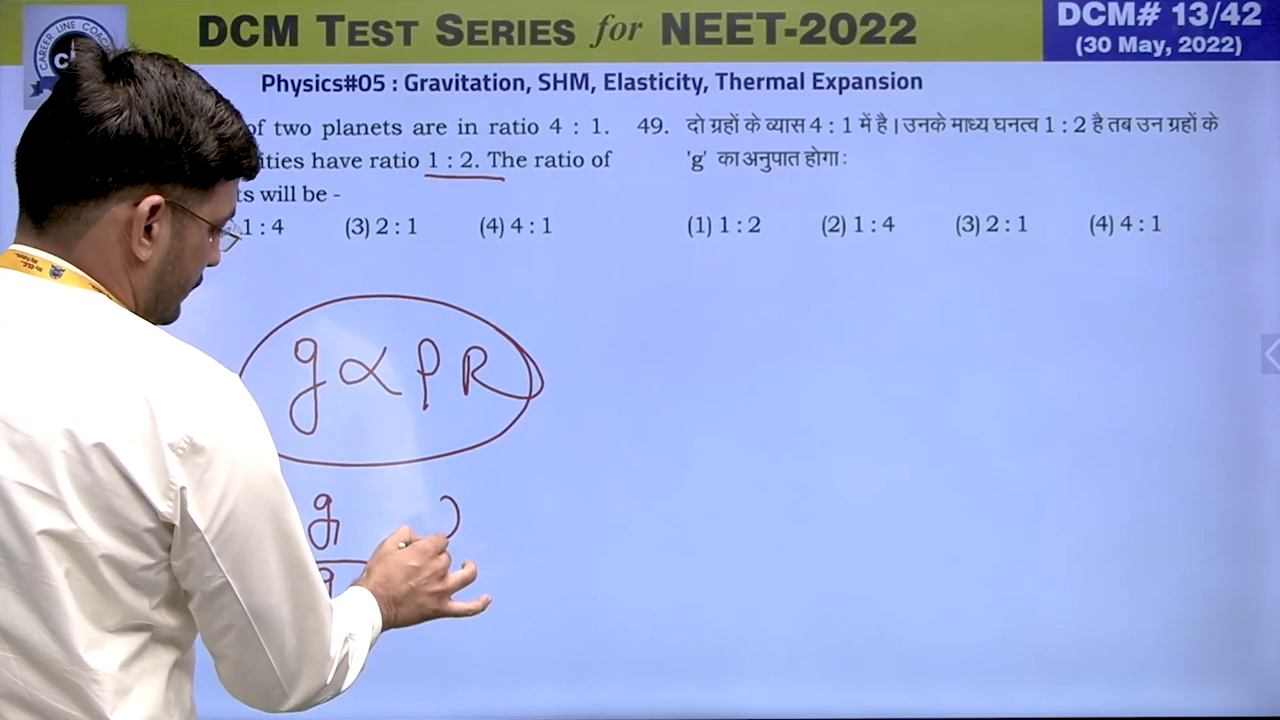 DCM TEST SERIES for NEET-2022
DCM# 13/42
(30 May, 2022)
CAREER LINE
Physics#05 : Gravitation, SHM, Elasticity, Thermal Expansion
of two planets are in ratio 4 : 1.
ities have ratio 1 : 2. The ratio of
ts will be -
1 : 4 (3) 2 : 1 (4) 4 : 1
49. दो ग्रहों के व्यास 4 : 1 में है। उनके माध्य घनत्व 1 : 2 है तब उन ग्रहों के
'g' का अनुपात होगा :
(1) 1 : 2 (2) 1 : 4 (3) 2 : 1 (4) 4 : 1
g ∝ ρ R
g₁